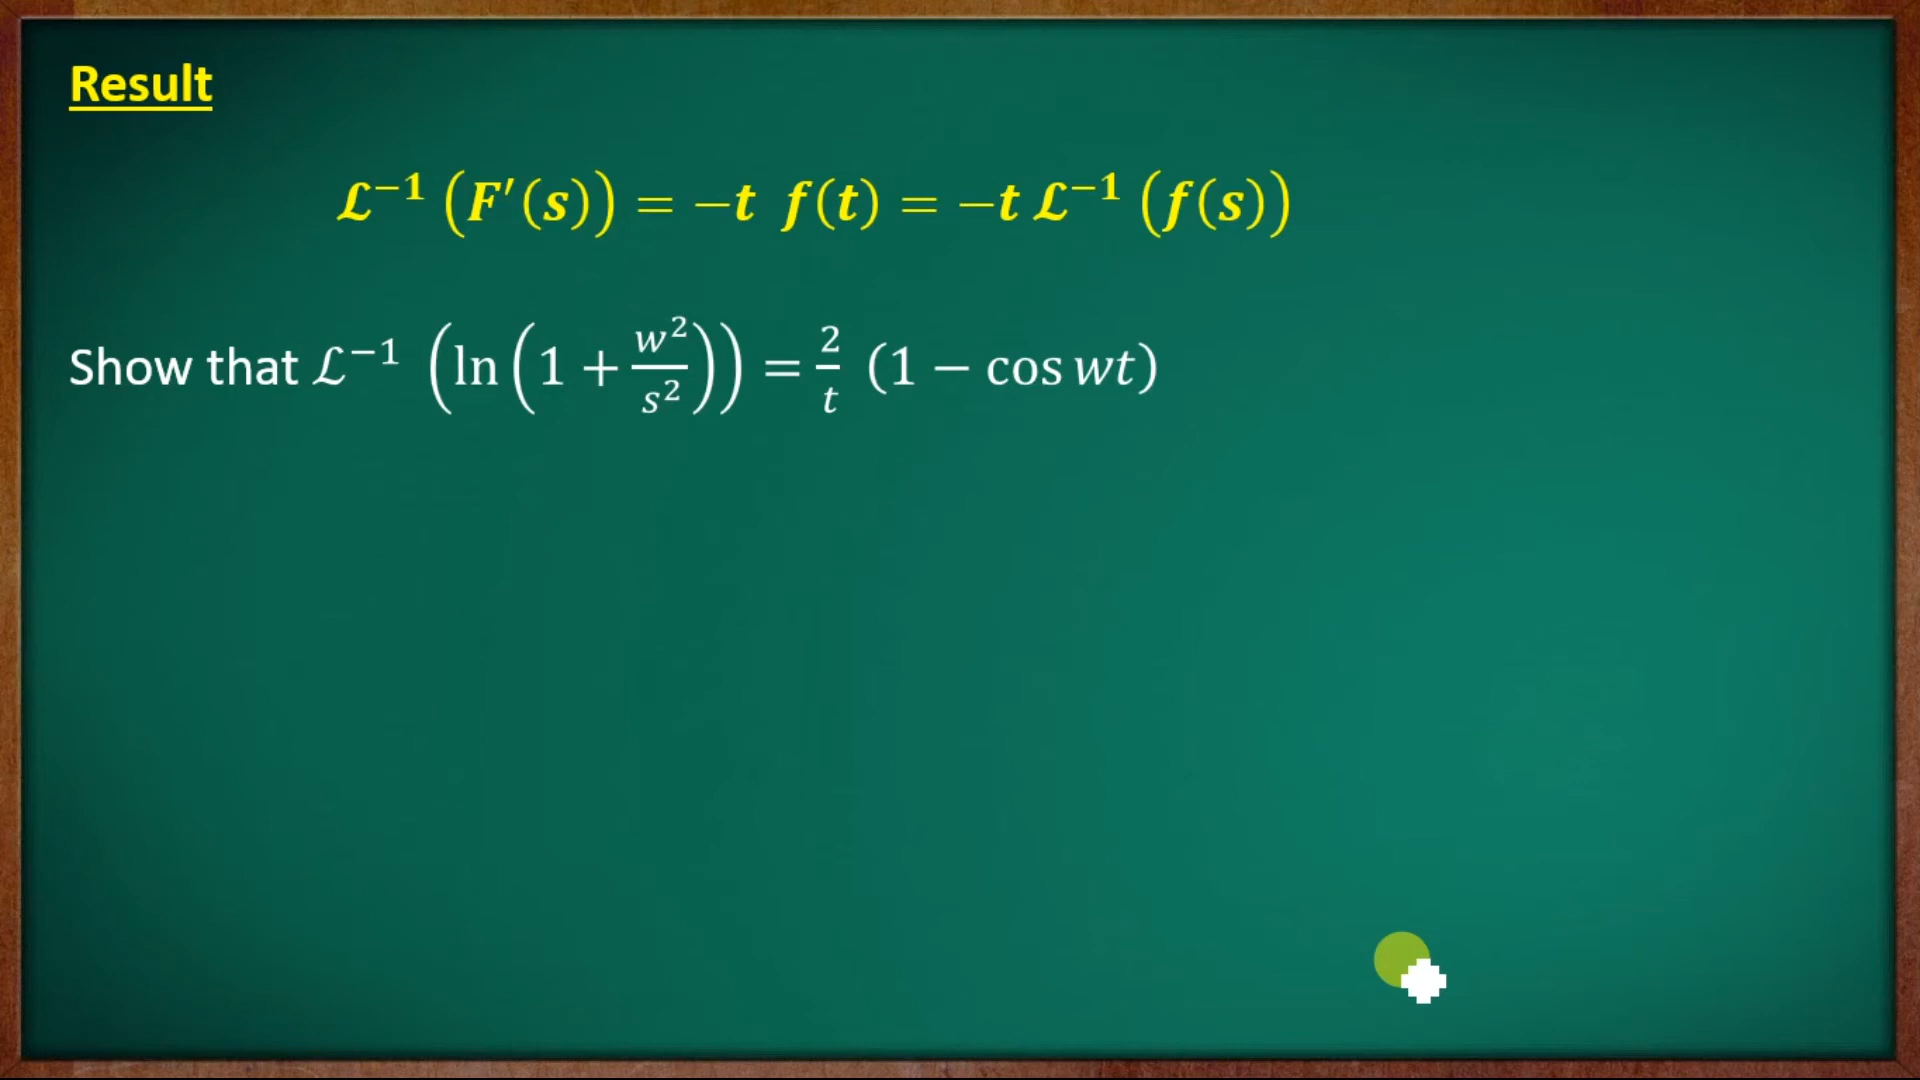 Result
ℒ⁻¹ (F′(s)) = −t f(t) = −t ℒ⁻¹ (f(s))
Show that ℒ⁻¹ (ln(1 + w²/s²)) = 2/t (1 − cos wt)